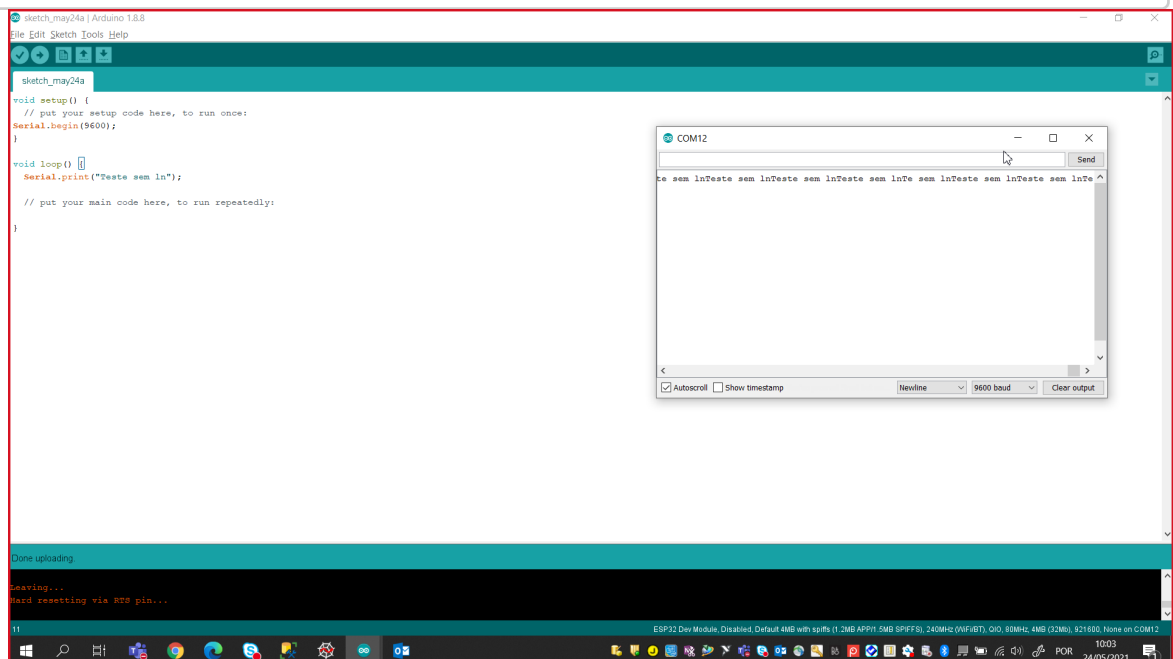 sketch_may24a | Arduino 1.8.8
File Edit Sketch Tools Help
sketch_may24a
void setup() {
// put your setup code here, to run once:
Serial.begin(9600);
}
void loop() {
Serial.print("Teste sem ln");
// put your main code here, to run repeatedly:
}
COM12
Send
te sem lnTeste sem lnTeste sem lnTeste sem lnTe sem lnTeste sem lnTeste sem lnTe
Autoscroll Show timestamp Newline 9600 baud Clear output
Done uploading.
Leaving...
Hard resetting via RTS pin...
11 ESP32 Dev Module, Disabled, Default 4MB with spiffs (1.2MB APP/1.5MB SPIFFS), 240MHz (WiFi/BT), QIO, 80MHz, 4MB (32Mb), 921600, None on COM12
POR 10:03
24/05/2021